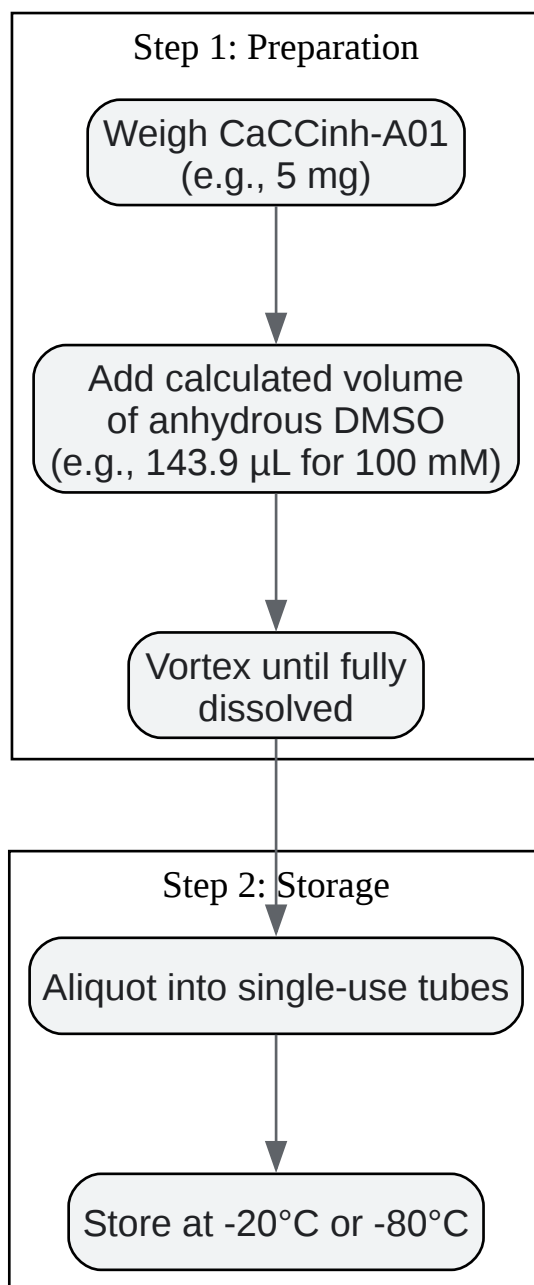 Step 1: Preparation
Weigh CaCCinh-A01
(e.g., 5 mg)
Add calculated volume
of anhydrous DMSO
(e.g., 143.9 µL for 100 mM)
Vortex until fully
dissolved
Step 2: Storage
Aliquot into single-use tubes
Store at -20°C or -80°C